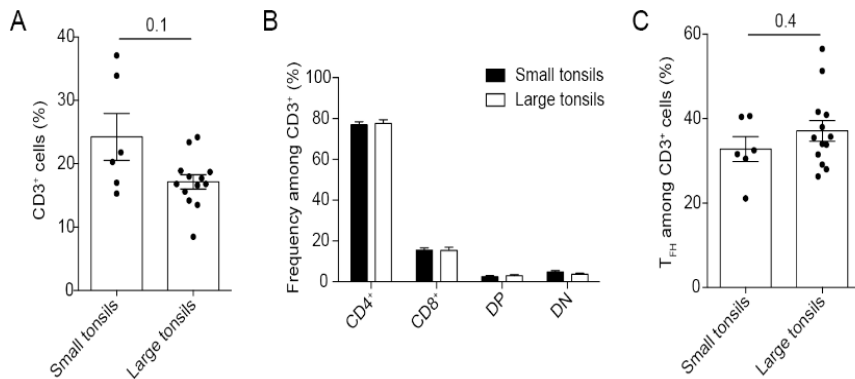 A
0.1
CD3⁺ cells (%)
40
30
20
10
0
Small tonsils
Large tonsils
B
Frequency among CD3⁺ (%)
100
80
60
40
20
0
Small tonsils
Large tonsils
CD4⁺
CD8⁺
DP
DN
C
0.4
T_FH among CD3⁺ cells (%)
60
40
20
0
Small tonsils
Large tonsils